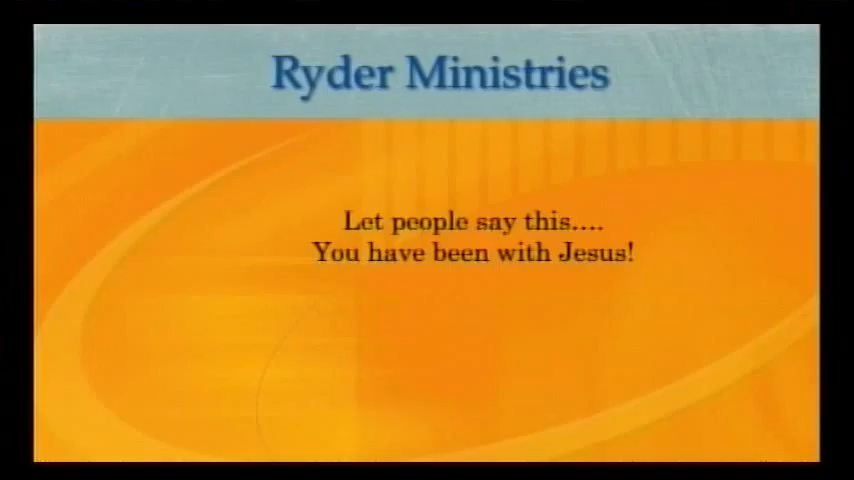 Ryder Ministries
Let people say this....
You have been with Jesus!